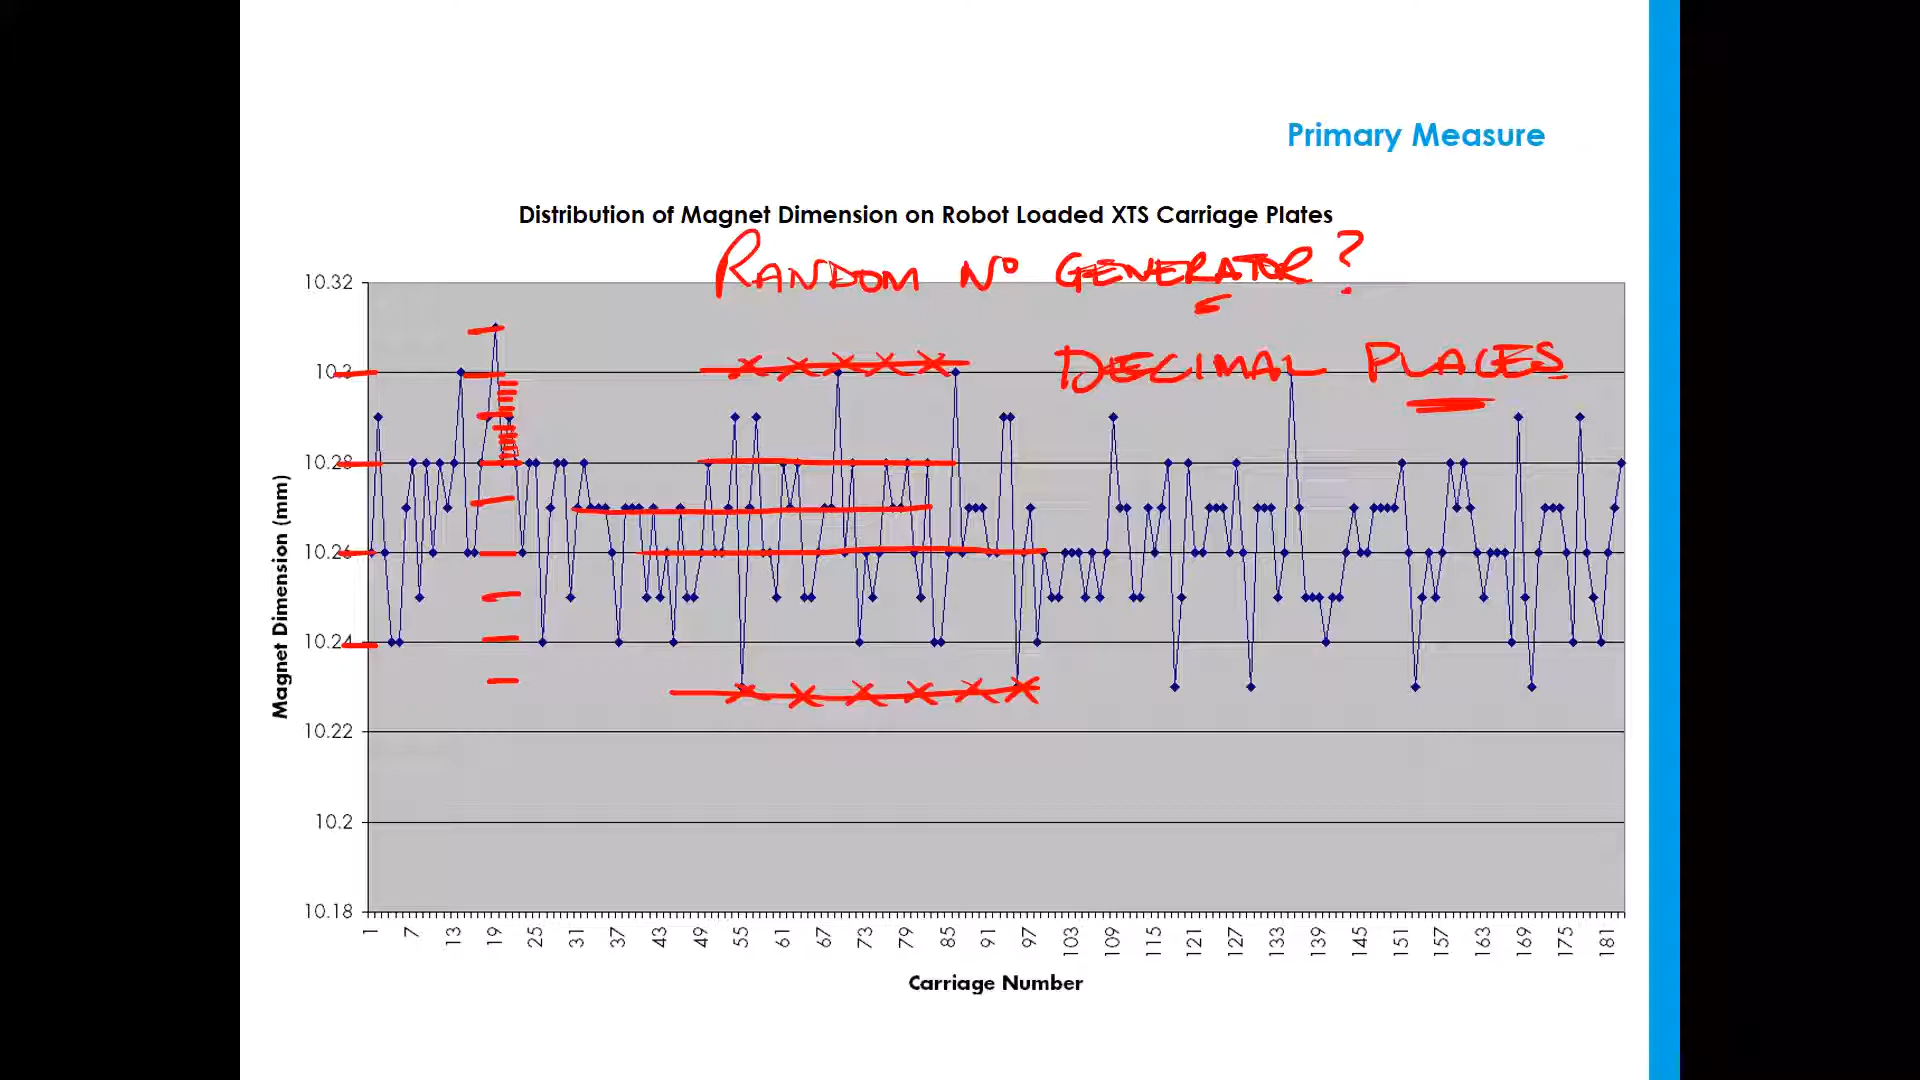 Primary Measure
Distribution of Magnet Dimension on Robot Loaded XTS Carriage Plates
RANDOM No GENERATOR?
DECIMAL PLACES
10.32
10.3
10.28
10.26
10.24
10.22
10.2
10.18
Magnet Dimension (mm)
1 7 13 19 25 31 37 43 49 55 61 67 73 79 85 91 97 103 109 115 121 127 133 139 145 151 157 163 169 175 181
Carriage Number